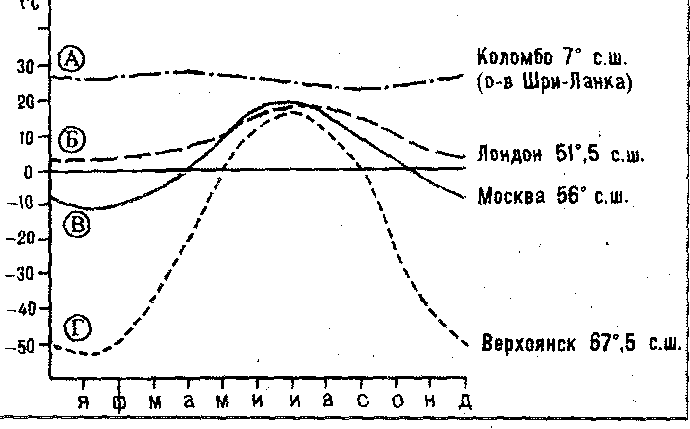 t°C
А
30
20
Б
10
0
-10
В
-20
-30
-40
Г
-50
Коломбо 7° с.ш.
(о-в Шри-Ланка)
Лондон 51°,5 с.ш.
Москва 56° с.ш.
Верхоянск 67°,5 с.ш.
я ф м а м и и а с о н д